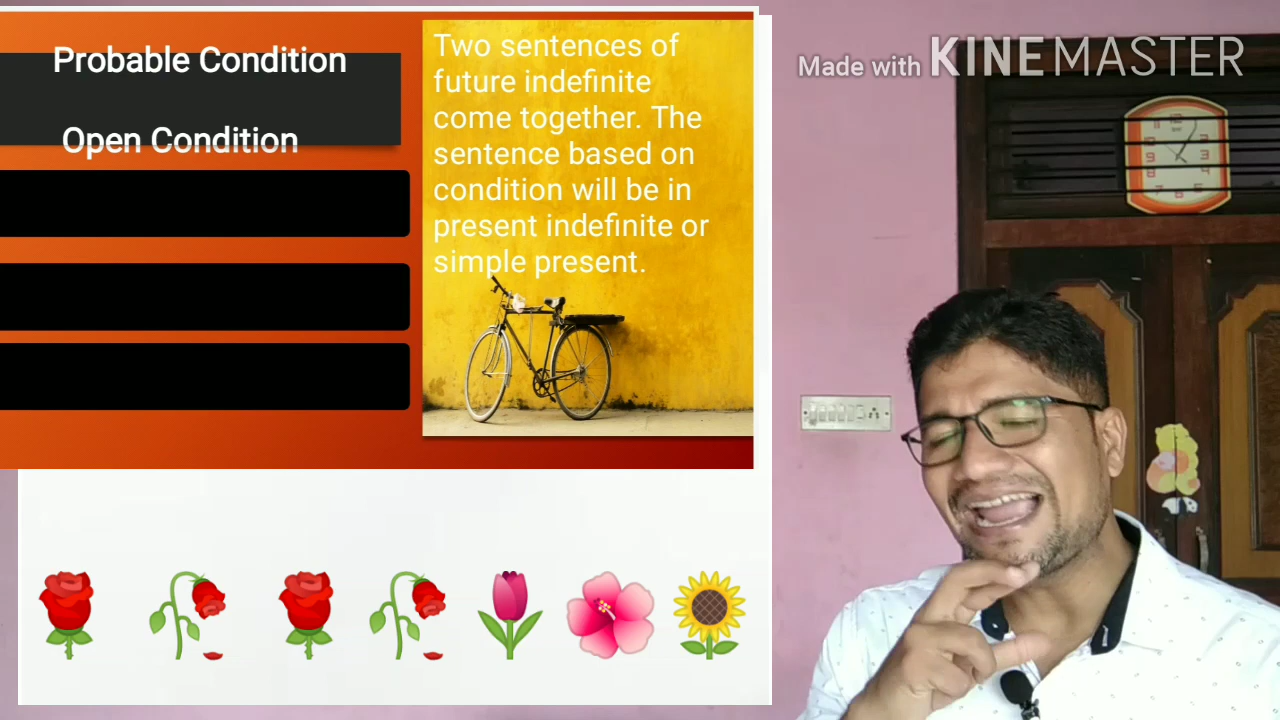 Probable Condition
Open Condition
Two sentences of
future indefinite
come together. The
sentence based on
condition will be in
present indefinite or
simple present.
Made with KINEMASTER